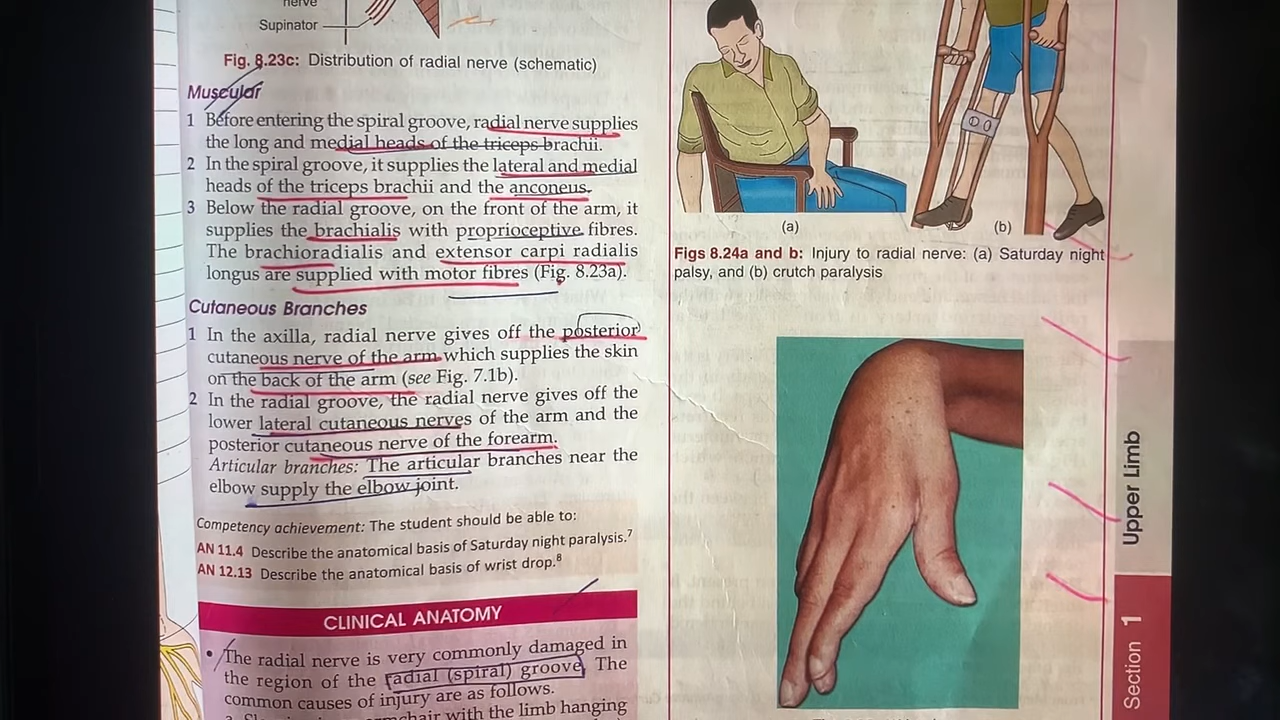 nerve
Supinator
Fig. 8.23c: Distribution of radial nerve (schematic)
Muscular
1 Before entering the spiral groove, radial nerve supplies
the long and medial heads of the triceps brachii.
2 In the spiral groove, it supplies the lateral and medial
heads of the triceps brachii and the anconeus.
3 Below the radial groove, on the front of the arm, it
supplies the brachialis with proprioceptive fibres.
The brachioradialis and extensor carpi radialis
longus are supplied with motor fibres (Fig. 8.23a).
Cutaneous Branches
1 In the axilla, radial nerve gives off the posterior
cutaneous nerve of the arm which supplies the skin
on the back of the arm (see Fig. 7.1b).
2 In the radial groove, the radial nerve gives off the
lower lateral cutaneous nerves of the arm and the
posterior cutaneous nerve of the forearm.
Articular branches: The articular branches near the
elbow supply the elbow joint.
Competency achievement: The student should be able to:
AN 11.4 Describe the anatomical basis of Saturday night paralysis.7
AN 12.13 Describe the anatomical basis of wrist drop.8
CLINICAL ANATOMY
• The radial nerve is very commonly damaged in
the region of the radial (spiral) groove. The
common causes of injury are as follows.
armchair with the limb hanging
(a)
(b)
Figs 8.24a and b: Injury to radial nerve: (a) Saturday night
palsy, and (b) crutch paralysis
Upper Limb
Section 1